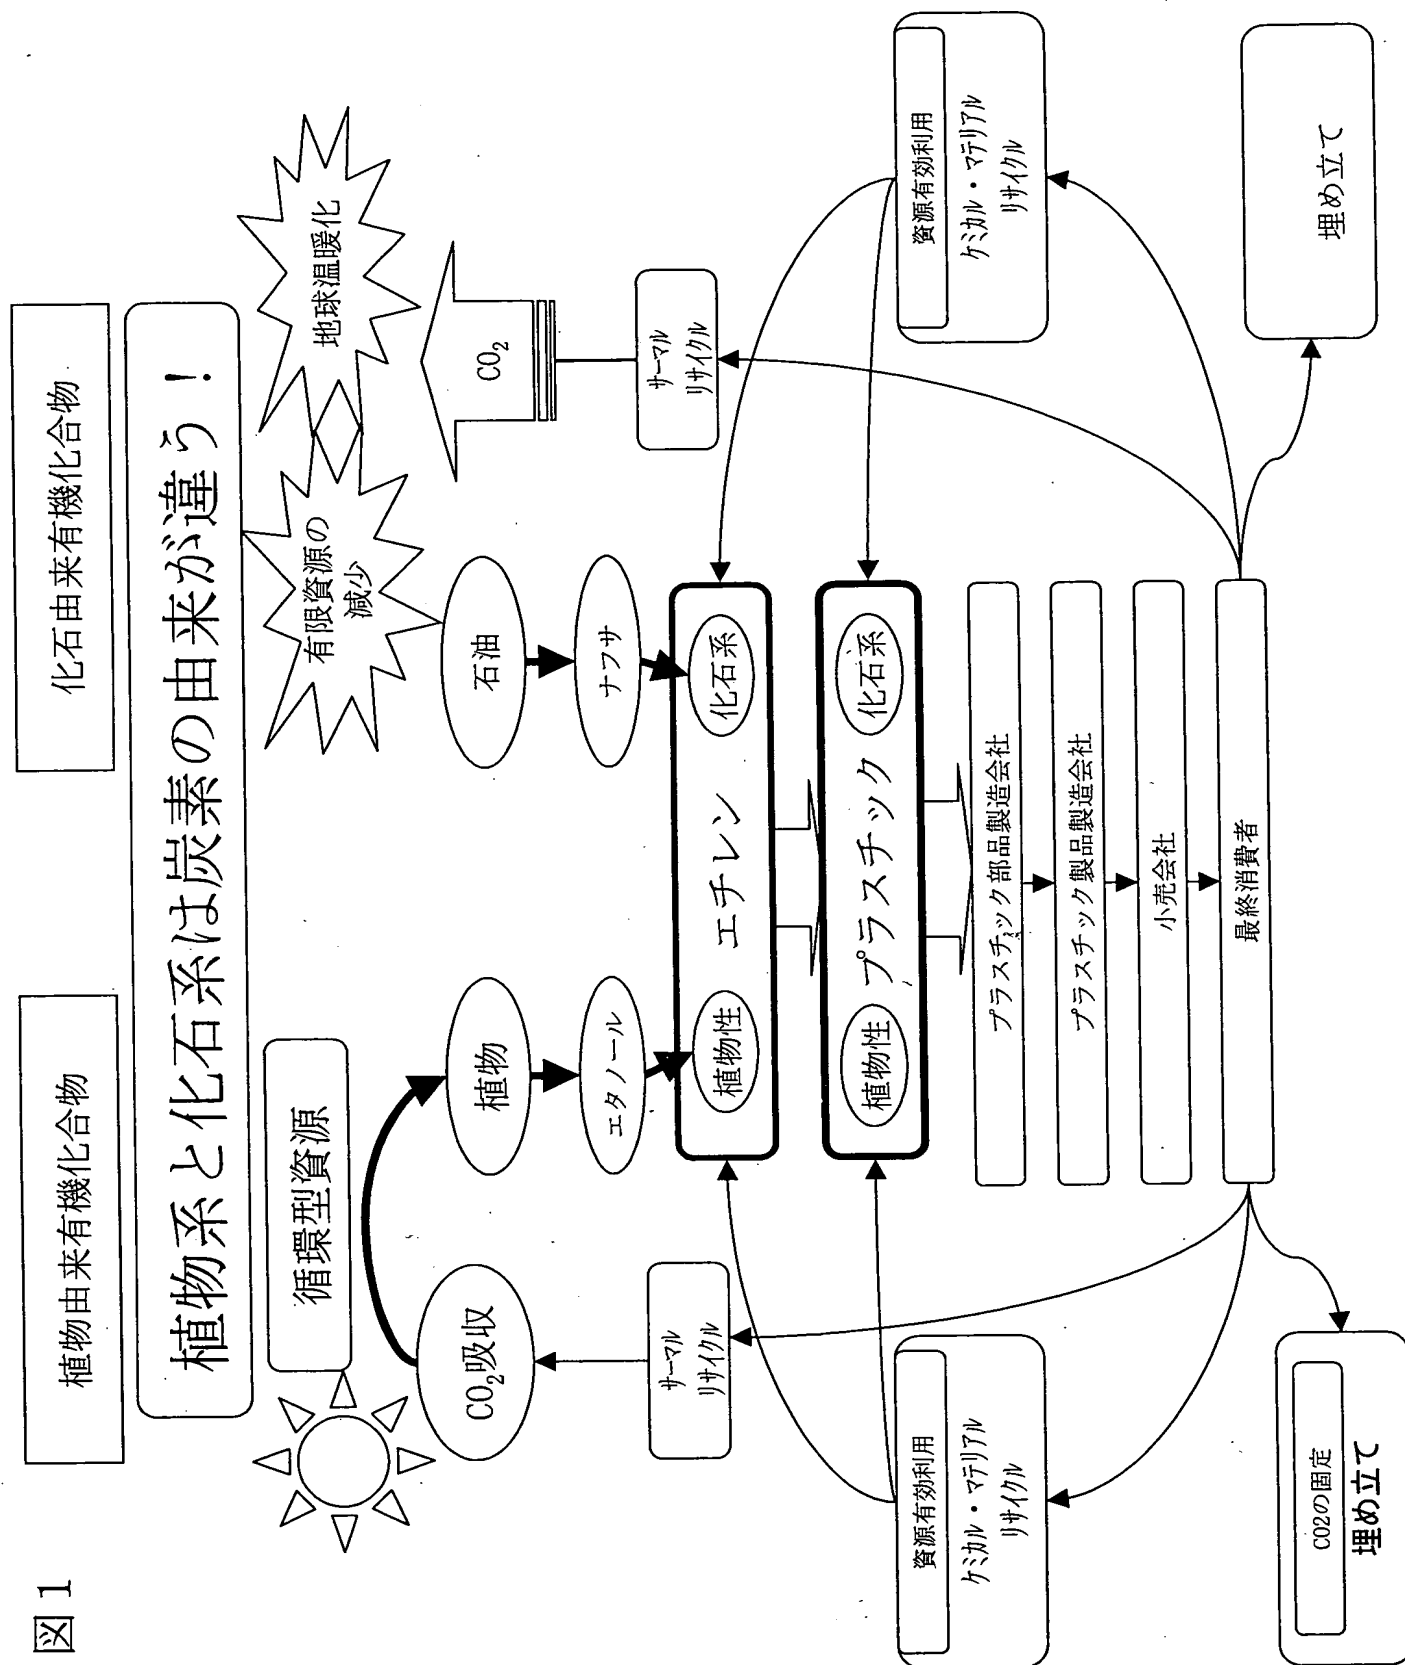 図1
植物由来有機化合物
化石由来有機化合物
植物系と化石系は炭素の由来が違う！
循環型資源
有限資源の
減少
地球温暖化
CO₂吸収
植物
石油
CO₂
エタノール
ナフサ
サーマル
リサイクル
植物性
エチレン
化石系
サーマル
リサイクル
植物性
プラスチック
化石系
資源有効利用
ケミカル・マテリアル
リサイクル
資源有効利用
ケミカル・マテリアル
リサイクル
プラスチック部品製造会社
プラスチック製品製造会社
小売会社
最終消費者
CO2の固定
埋め立て
埋め立て